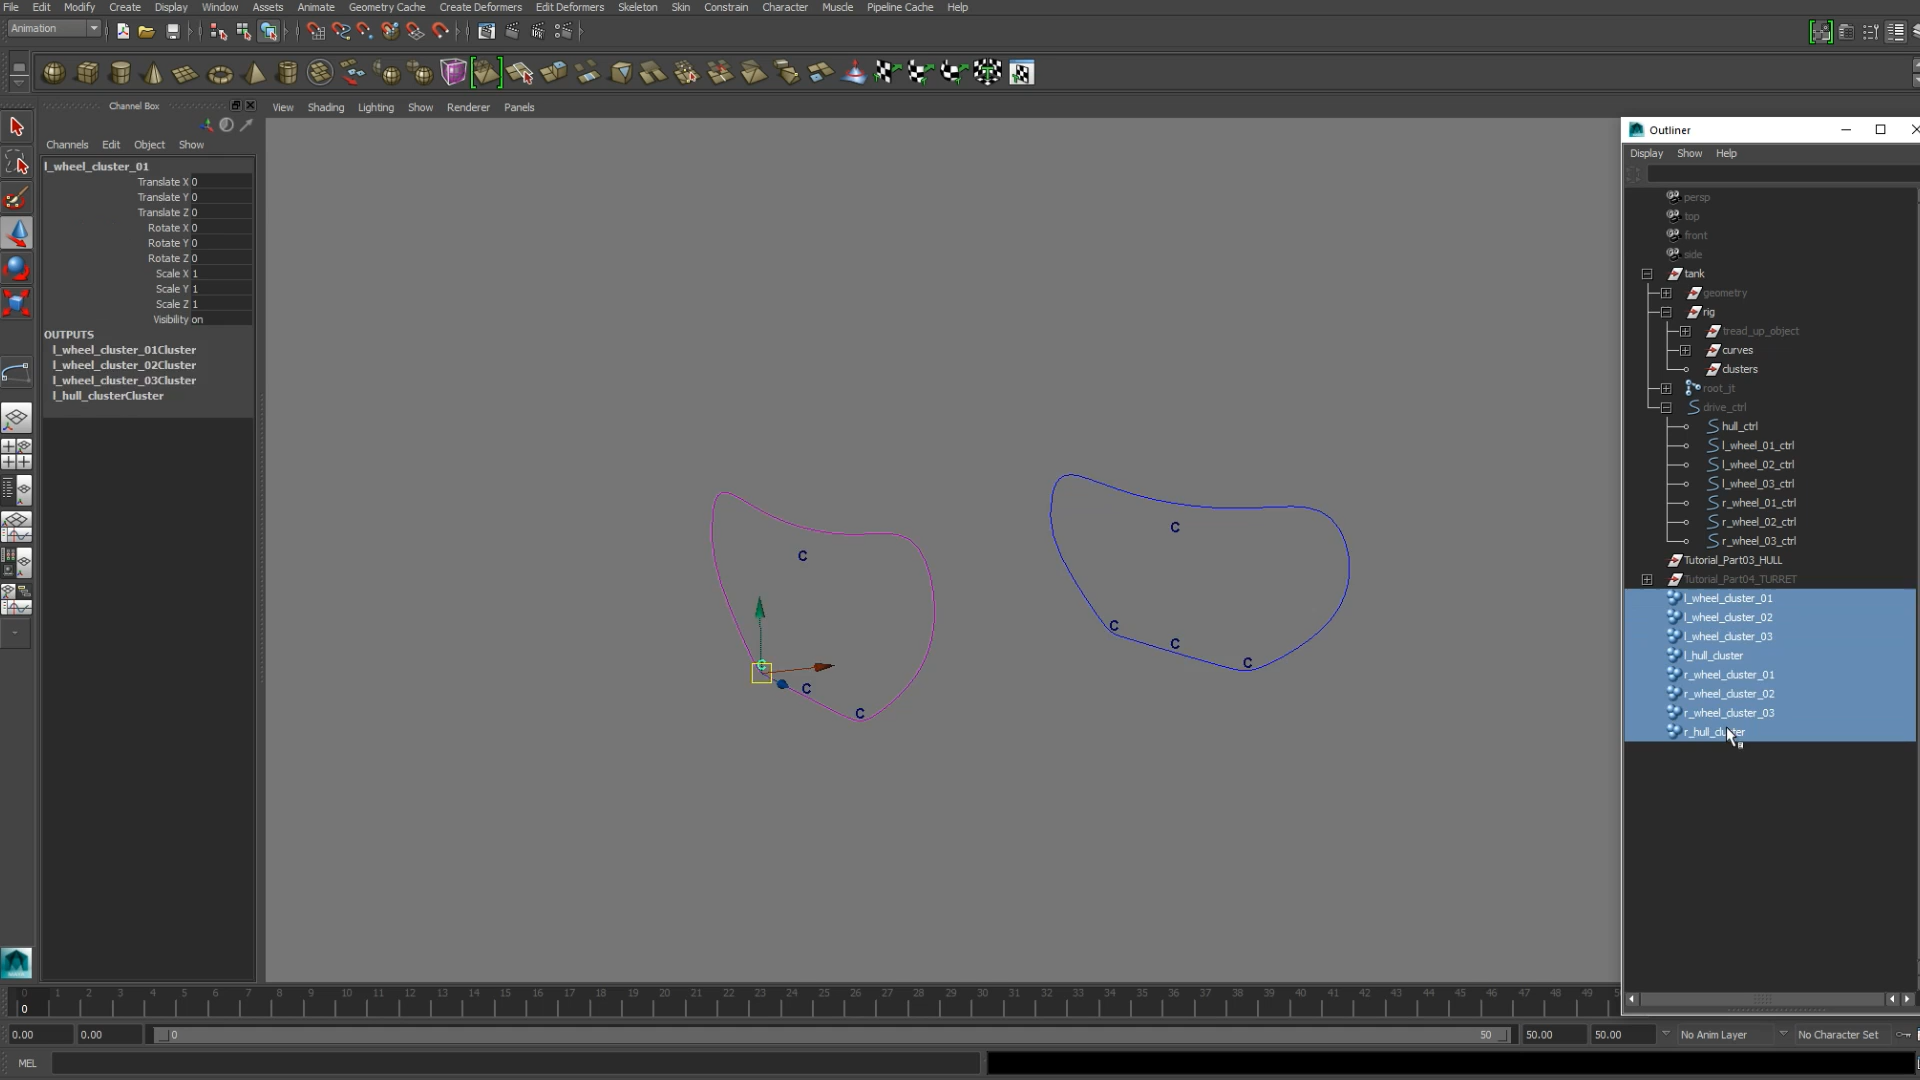 File Edit Modify Create Display Window Assets Animate Geometry Cache Create Deformers Edit Deformers Skeleton Skin Constrain Character Muscle Pipeline Cache Help
Animation
Channel Box
View Shading Lighting Show Renderer Panels
Channels Edit Object Show
l_wheel_cluster_01
Translate X 0
Translate Y 0
Translate Z 0
Rotate X 0
Rotate Y 0
Rotate Z 0
Scale X 1
Scale Y 1
Scale Z 1
Visibility on
OUTPUTS
l_wheel_cluster_01Cluster
l_wheel_cluster_02Cluster
l_wheel_cluster_03Cluster
l_hull_clusterCluster
C
C
C
C
C
C
C
C
Outliner
Display Show Help
persp
top
front
side
tank
geometry
rig
tread_up_object
curves
clusters
root_jt
drive_ctrl
hull_ctrl
l_wheel_01_ctrl
l_wheel_02_ctrl
l_wheel_03_ctrl
r_wheel_01_ctrl
r_wheel_02_ctrl
r_wheel_03_ctrl
Tutorial_Part03_HULL
Tutorial_Part04_TURRET
l_wheel_cluster_01
l_wheel_cluster_02
l_wheel_cluster_03
l_hull_cluster
r_wheel_cluster_01
r_wheel_cluster_02
r_wheel_cluster_03
r_hull_cluster
0 1 2 3 4 5 6 7 8 9 10 11 12 13 14 15 16 17 18 19 20 21 22 23 24 25 26 27 28 29 30 31 32 33 34 35 36 37 38 39 40 41 42 43 44 45 46 47 48 49
0
0.00 0.00 0 50 50.00 50.00 No Anim Layer No Character Set
MEL